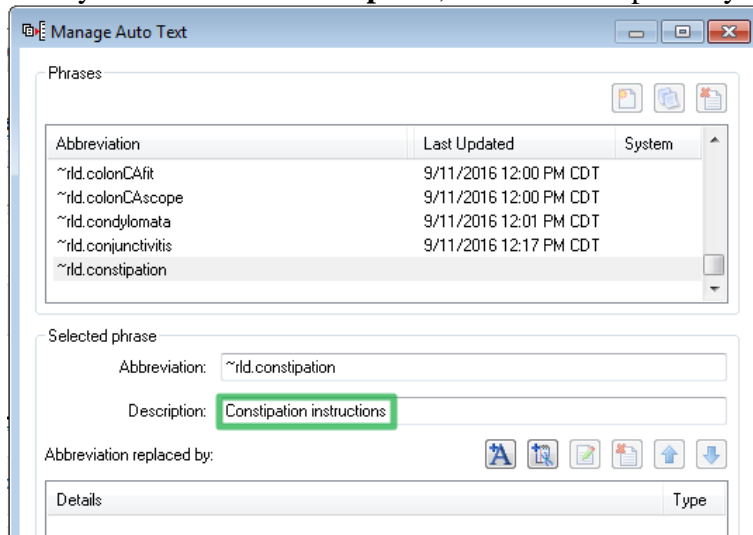 Manage Auto Text
Phrases
Abbreviation Last Updated System
~rld.colonCAfit 9/11/2016 12:00 PM CDT
~rld.colonCAscope 9/11/2016 12:00 PM CDT
~rld.condylomata 9/11/2016 12:01 PM CDT
~rld.conjunctivitis 9/11/2016 12:17 PM CDT
~rld.constipation
Selected phrase
Abbreviation: ~rld.constipation
Description: Constipation instructions
Abbreviation replaced by:
Details Type